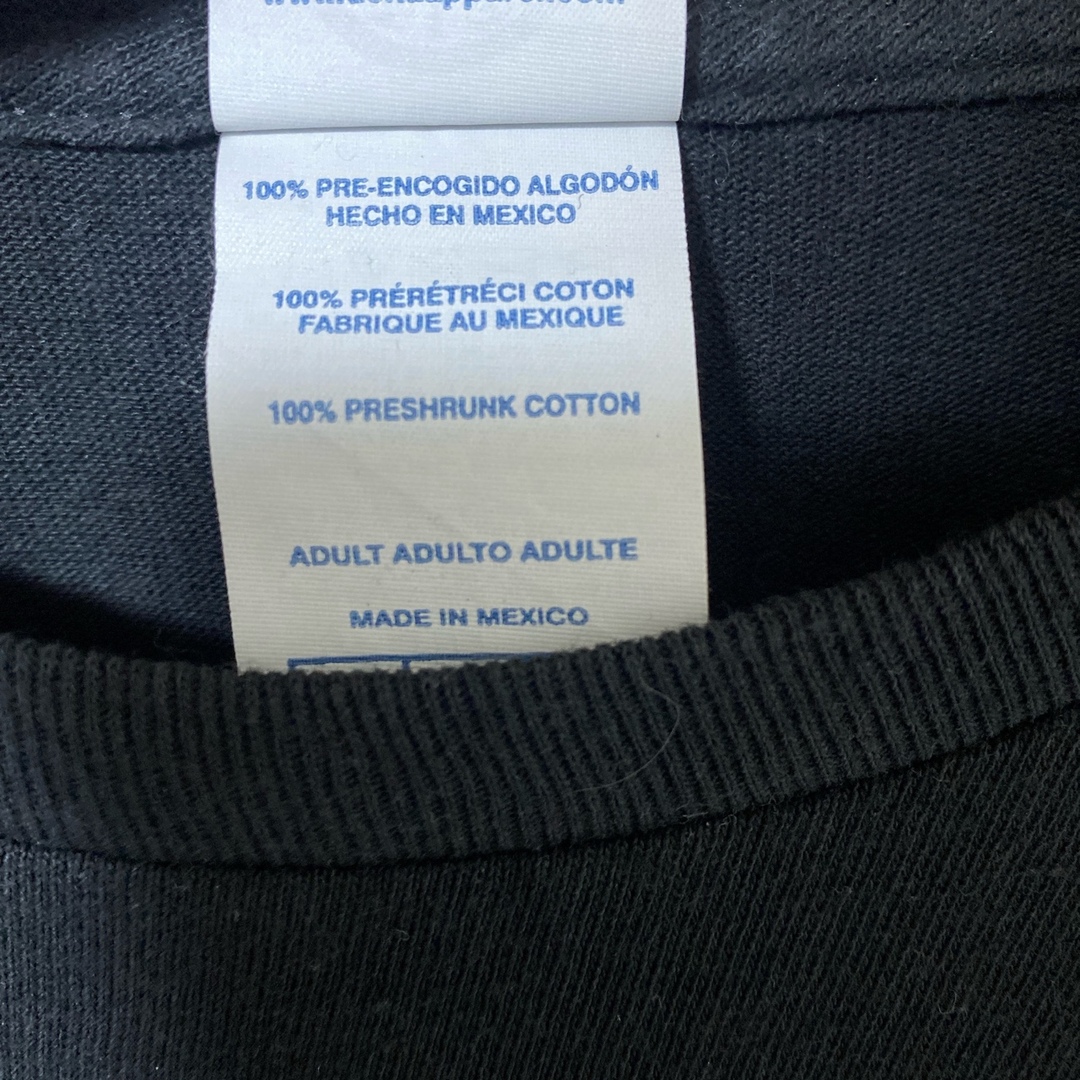 100% PRE-ENCOGIDO ALGODÓN
HECHO EN MEXICO
100% PRÉRÉTRÉCI COTON
FABRIQUE AU MEXIQUE
100% PRESHRUNK COTTON
ADULT ADULTO ADULTE
MADE IN MEXICO